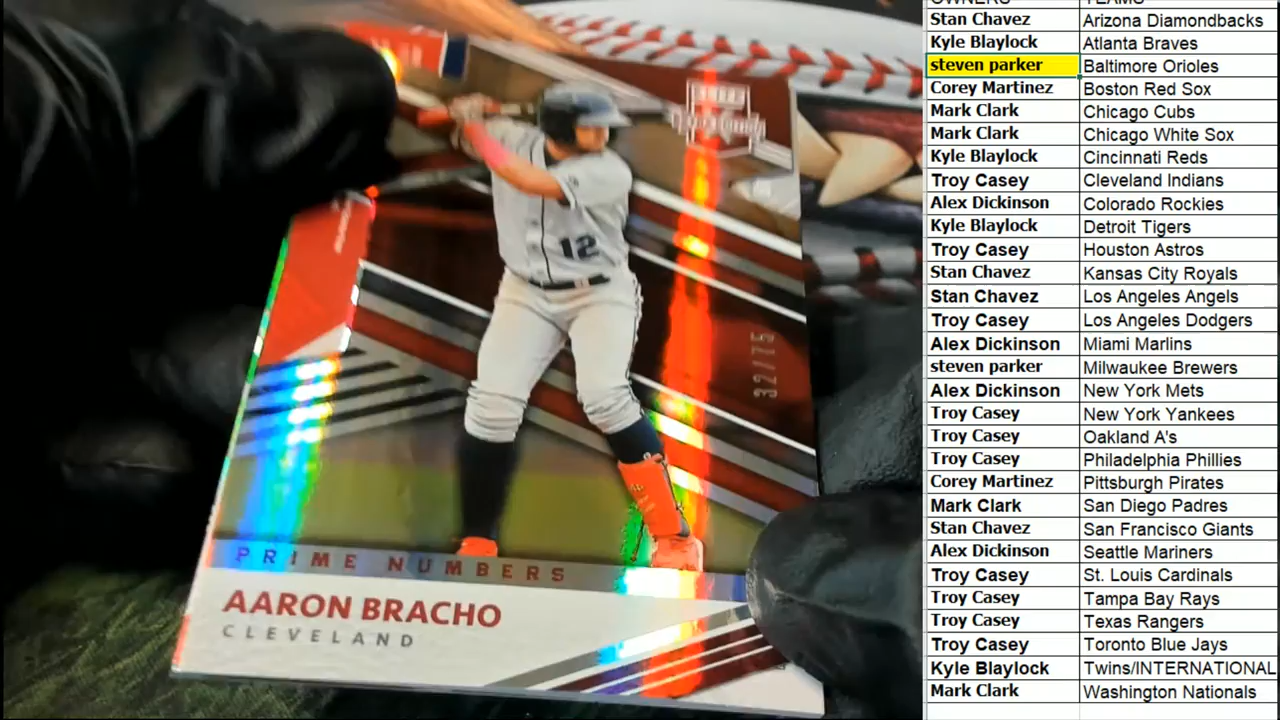 ELITE
EXTRA EDITION
12
32/75
PRIME NUMBERS
AARON BRACHO
CLEVELAND
OWNERS TEAMS
Stan Chavez Arizona Diamondbacks
Kyle Blaylock Atlanta Braves
steven parker Baltimore Orioles
Corey Martinez Boston Red Sox
Mark Clark Chicago Cubs
Mark Clark Chicago White Sox
Kyle Blaylock Cincinnati Reds
Troy Casey Cleveland Indians
Alex Dickinson Colorado Rockies
Kyle Blaylock Detroit Tigers
Troy Casey Houston Astros
Stan Chavez Kansas City Royals
Stan Chavez Los Angeles Angels
Troy Casey Los Angeles Dodgers
Alex Dickinson Miami Marlins
steven parker Milwaukee Brewers
Alex Dickinson New York Mets
Troy Casey New York Yankees
Troy Casey Oakland A's
Troy Casey Philadelphia Phillies
Corey Martinez Pittsburgh Pirates
Mark Clark San Diego Padres
Stan Chavez San Francisco Giants
Alex Dickinson Seattle Mariners
Troy Casey St. Louis Cardinals
Troy Casey Tampa Bay Rays
Troy Casey Texas Rangers
Troy Casey Toronto Blue Jays
Kyle Blaylock Twins/INTERNATIONAL
Mark Clark Washington Nationals